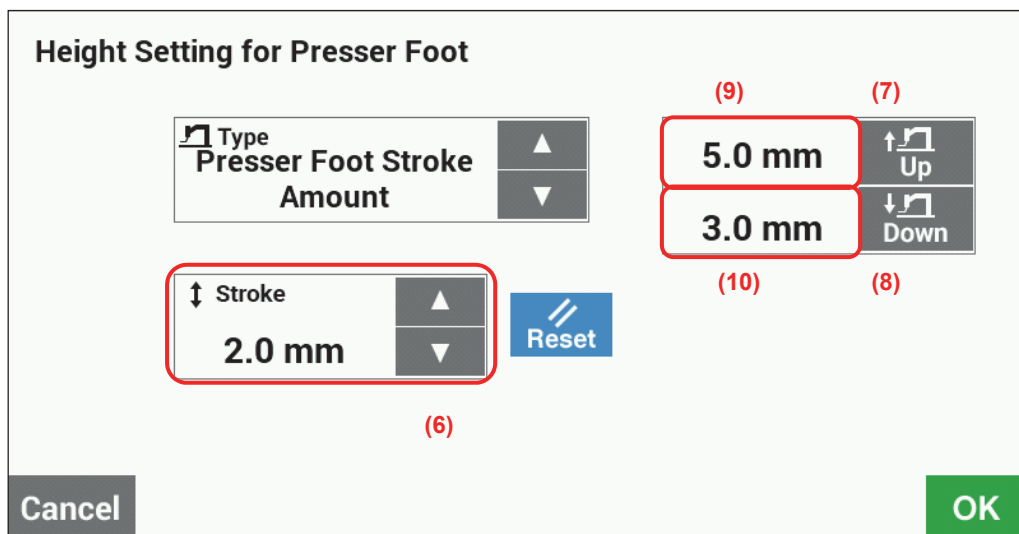 Height Setting for Presser Foot
(9)
(7)
Type
Presser Foot Stroke
Amount
▲
▼
5.0 mm
Up
3.0 mm
Down
(10)
(8)
Stroke
2.0 mm
▲
▼
Reset
(6)
Cancel
OK